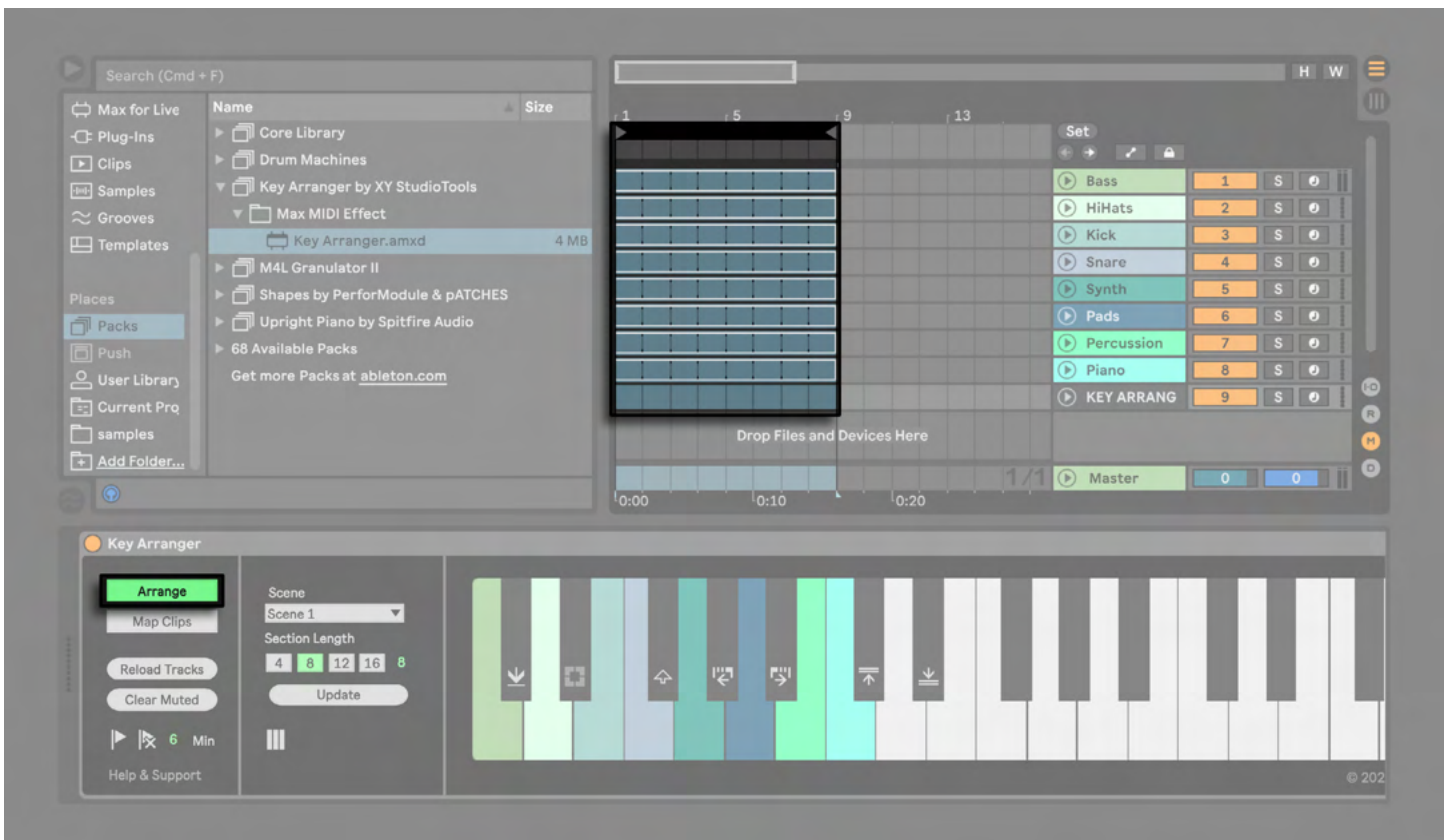 Search (Cmd + F)
Max for Live
Plug-Ins
Clips
Samples
Grooves
Templates
Places
Packs
Push
User Library
Current Pro
samples
Add Folder...
Name Size
Core Library
Drum Machines
Key Arranger by XY StudioTools
Max MIDI Effect
Key Arranger.amxd 4 MB
M4L Granulator II
Shapes by PerforModule & pATCHES
Upright Piano by Spitfire Audio
68 Available Packs
Get more Packs at ableton.com
H W
1 5 9 13
Set
Bass 1 S
HiHats 2 S
Kick 3 S
Snare 4 S
Synth 5 S
Pads 6 S
Percussion 7 S
Piano 8 S
KEY ARRANG 9 S
Drop Files and Devices Here
1/1 Master 0 0
0:00 0:10 0:20
I·O
R
M
D
Key Arranger
Arrange
Map Clips
Reload Tracks
Clear Muted
6 Min
Help & Support
Scene
Scene 1
Section Length
4 8 12 16 8
Update
© 202